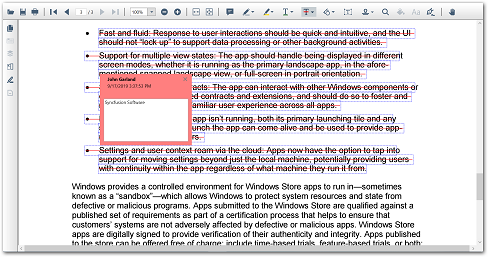 3 / 3
• Fast and fluid: Response to user interactions should be quick and intuitive, and the UI
should not "lock up" to support data processing or other background activities.
• Support for multiple view states: The app should handle being displayed in different
screen modes, whether it is running as the primary landscape app, in the afore-
mentioned snapped landscape view, or full-screen in portrait orientation.
John Garland
9/17/2019 3:27:53 PM
Syncfusion Software
racts: The app can interact with other Windows components or
ed contracts and extensions, and should do so to foster and
familiar user experience across all apps.
app isn't running, both its primary launching tile and any
unch the app can come alive and be used to provide app-
rs.
• Settings and user context roam via the cloud: Apps now have the option to tap into
support for moving settings beyond just the local machine, potentially providing users
with continuity within the app regardless of what machine they run it from.
Windows provides a controlled environment for Windows Store apps to run in—sometimes
known as a "sandbox"—which allows Windows to protect system resources and state from
defective or malicious programs. Apps submitted to the Windows Store are qualified against a
published set of requirements as part of a certification process that helps to ensure that
customers' systems are not adversely affected by defective or malicious apps. Windows Store
apps are digitally signed to provide verification of their authenticity and integrity. Apps published
to the store can be offered free of charge; include time-based trials, feature-based trials, or both;